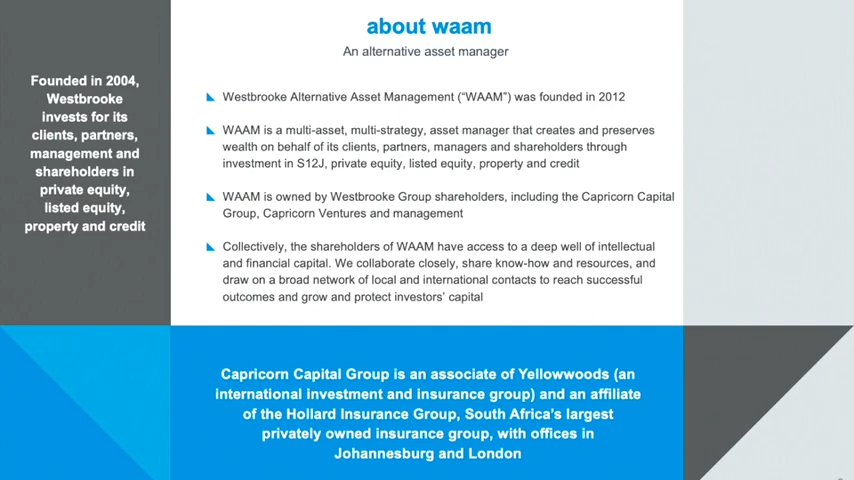 about waam
An alternative asset manager
Founded in 2004,
Westbrooke
invests for its
clients, partners,
management and
shareholders in
private equity,
listed equity,
property and credit
Westbrooke Alternative Asset Management (“WAAM”) was founded in 2012
WAAM is a multi-asset, multi-strategy, asset manager that creates and preserves
wealth on behalf of its clients, partners, managers and shareholders through
investment in S12J, private equity, listed equity, property and credit
WAAM is owned by Westbrooke Group shareholders, including the Capricorn Capital
Group, Capricorn Ventures and management
Collectively, the shareholders of WAAM have access to a deep well of intellectual
and financial capital. We collaborate closely, share know-how and resources, and
draw on a broad network of local and international contacts to reach successful
outcomes and grow and protect investors’ capital
Capricorn Capital Group is an associate of Yellowwoods (an
international investment and insurance group) and an affiliate
of the Hollard Insurance Group, South Africa’s largest
privately owned insurance group, with offices in
Johannesburg and London